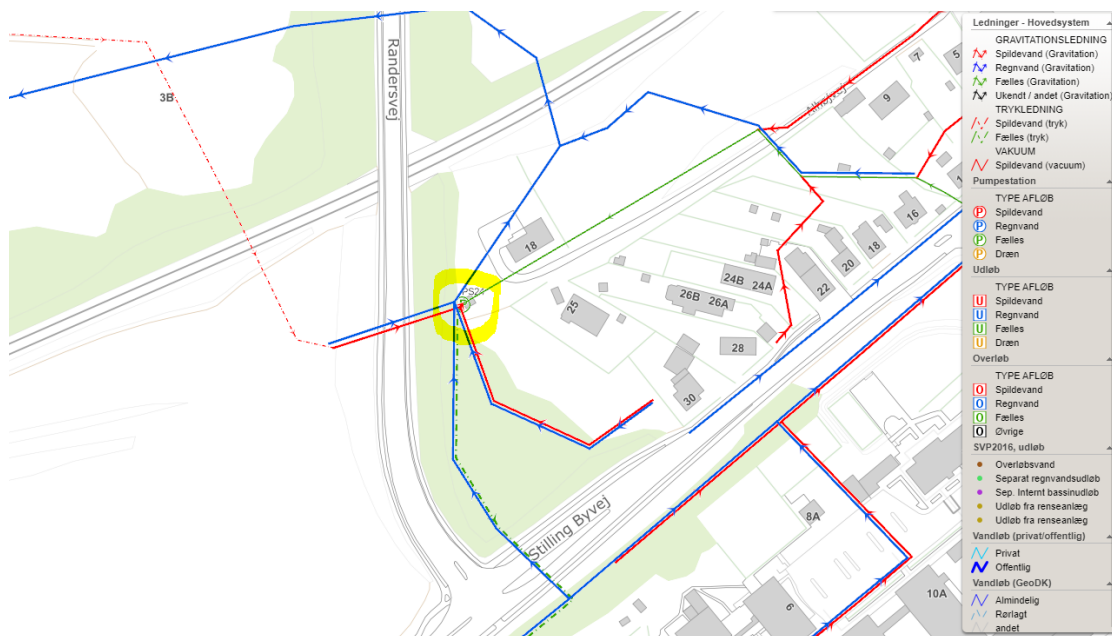 Randersvej
3B
18
PS24
25
26B
26A
24B
24A
28
30
22
20
18
16
9
7
5
Stilling Byvej
8A
6
10A
Ledninger - Hovedsystem
GRAVITATIONSLEDNING
Spildevand (Gravitation)
Regnvand (Gravitation)
Fælles (Gravitation)
Ukendt / andet (Gravitation)
TRYKLEDNING
Spildevand (tryk)
Fælles (tryk)
VAKUUM
Spildevand (vacuum)
Pumpestation
TYPE AFLØB
P Spildevand
P Regnvand
P Fælles
P Dræn
Udløb
TYPE AFLØB
U Spildevand
U Regnvand
U Fælles
U Dræn
Overløb
TYPE AFLØB
O Spildevand
O Regnvand
O Fælles
O Øvrige
SVP2016, udløb
Overløbsvand
Separat regnvandsudløb
Sep. Internt bassinudløb
Udløb fra renseanlæg
Udløb fra renseanlæg
Vandløb (privat/offentlig)
Privat
Offentlig
Vandløb (GeoDK)
Almindelig
Rørlagt
andet